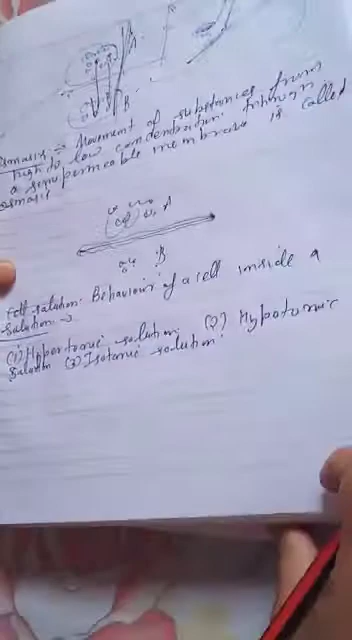 A
B
osmosis :- Movement of substances from
high to low concentration through
a semipermeable membrane is called
osmosis
A
B
cell solution: Behaviour of a cell inside a
solution →
(1) Hypertonic solution (2) Hypotonic
solution (3) Isotonic solution